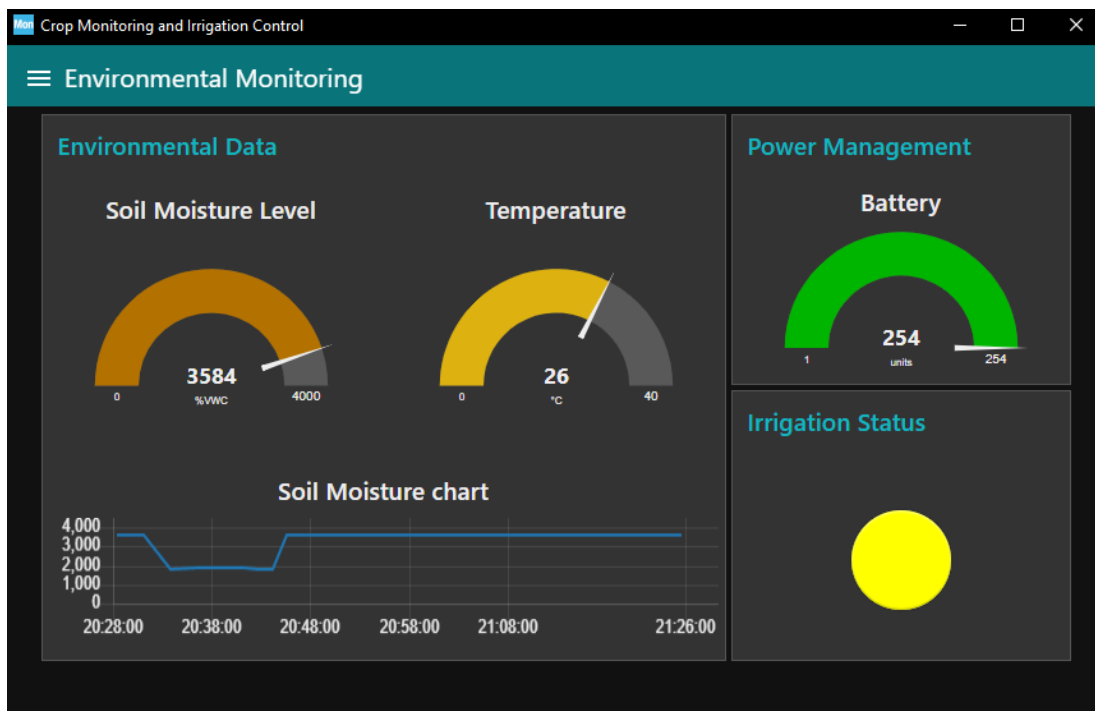 Mon Crop Monitoring and Irrigation Control
Environmental Monitoring
Environmental Data
Soil Moisture Level
3584
%VWC
0
4000
Temperature
26
°C
0
40
Soil Moisture chart
4,000
3,000
2,000
1,000
0
20:28:00 20:38:00 20:48:00 20:58:00 21:08:00 21:26:00
Power Management
Battery
254
units
1
254
Irrigation Status